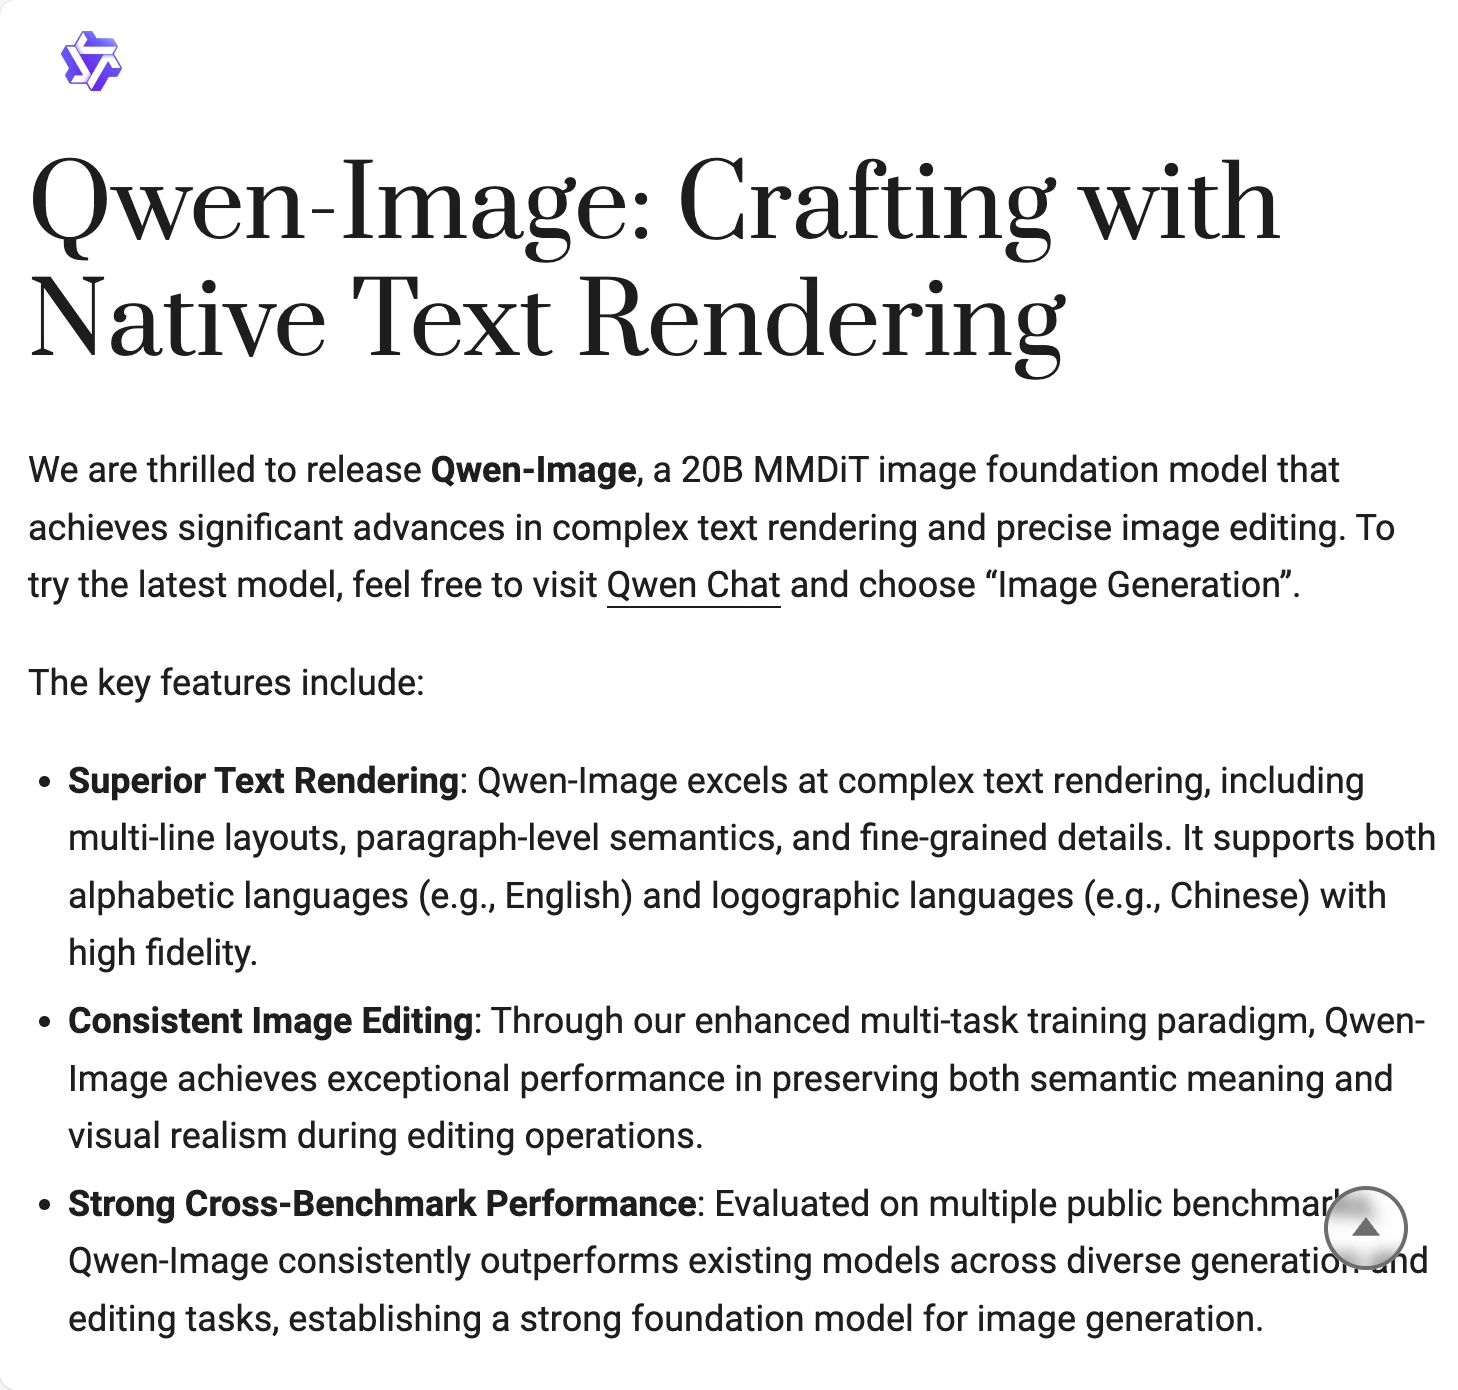 Qwen-Image: Crafting with
Native Text Rendering
We are thrilled to release Qwen-Image, a 20B MMDiT image foundation model that
achieves significant advances in complex text rendering and precise image editing. To
try the latest model, feel free to visit Qwen Chat and choose “Image Generation”.
The key features include:
• Superior Text Rendering: Qwen-Image excels at complex text rendering, including
multi-line layouts, paragraph-level semantics, and fine-grained details. It supports both
alphabetic languages (e.g., English) and logographic languages (e.g., Chinese) with
high fidelity.
• Consistent Image Editing: Through our enhanced multi-task training paradigm, Qwen-
Image achieves exceptional performance in preserving both semantic meaning and
visual realism during editing operations.
• Strong Cross-Benchmark Performance: Evaluated on multiple public
Qwen-Image consistently outperforms existing models across diverse generation and
editing tasks, establishing a strong foundation model for image generation.